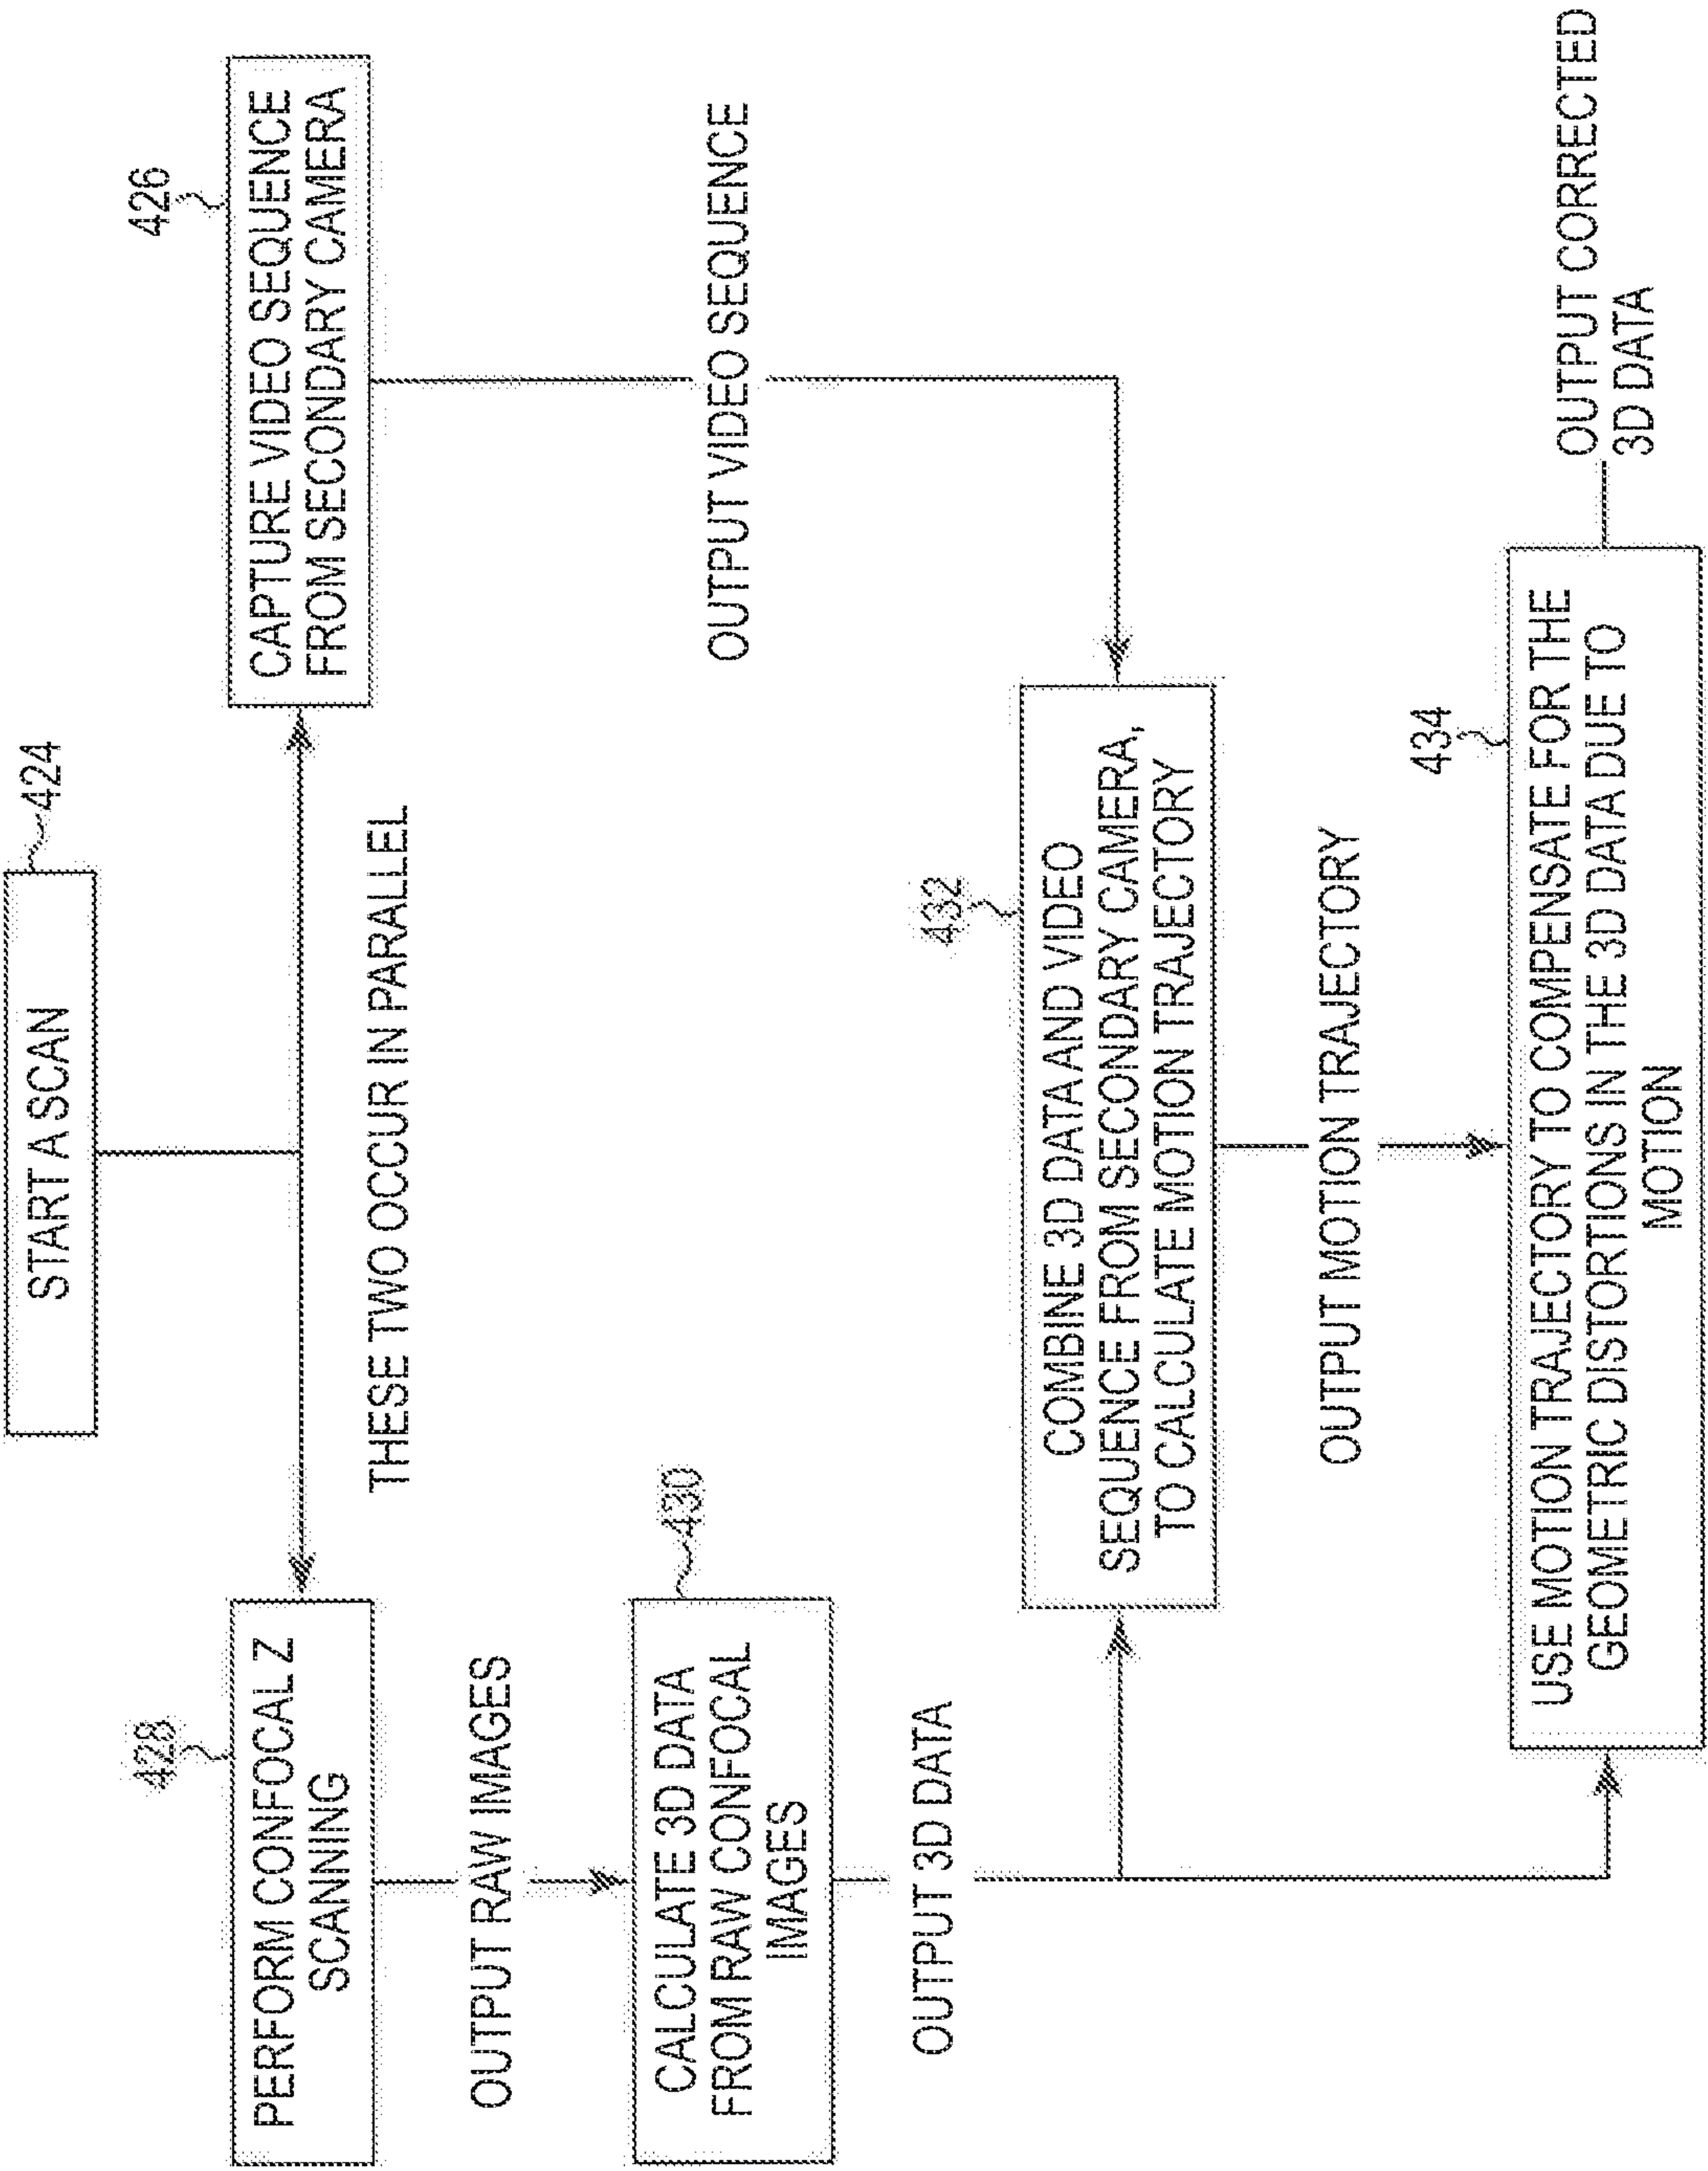 START A SCAN
424
THESE TWO OCCUR IN PARALLEL
428
PERFORM CONFOCAL Z
SCANNING
426
CAPTURE VIDEO SEQUENCE
FROM SECONDARY CAMERA
OUTPUT RAW IMAGES
OUTPUT VIDEO SEQUENCE
430
CALCULATE 3D DATA
FROM RAW CONFOCAL
IMAGES
OUTPUT 3D DATA
432
COMBINE 3D DATA AND VIDEO
SEQUENCE FROM SECONDARY CAMERA,
TO CALCULATE MOTION TRAJECTORY
OUTPUT MOTION TRAJECTORY
434
USE MOTION TRAJECTORY TO COMPENSATE FOR THE
GEOMETRIC DISTORTIONS IN THE 3D DATA DUE TO
MOTION
OUTPUT CORRECTED
3D DATA